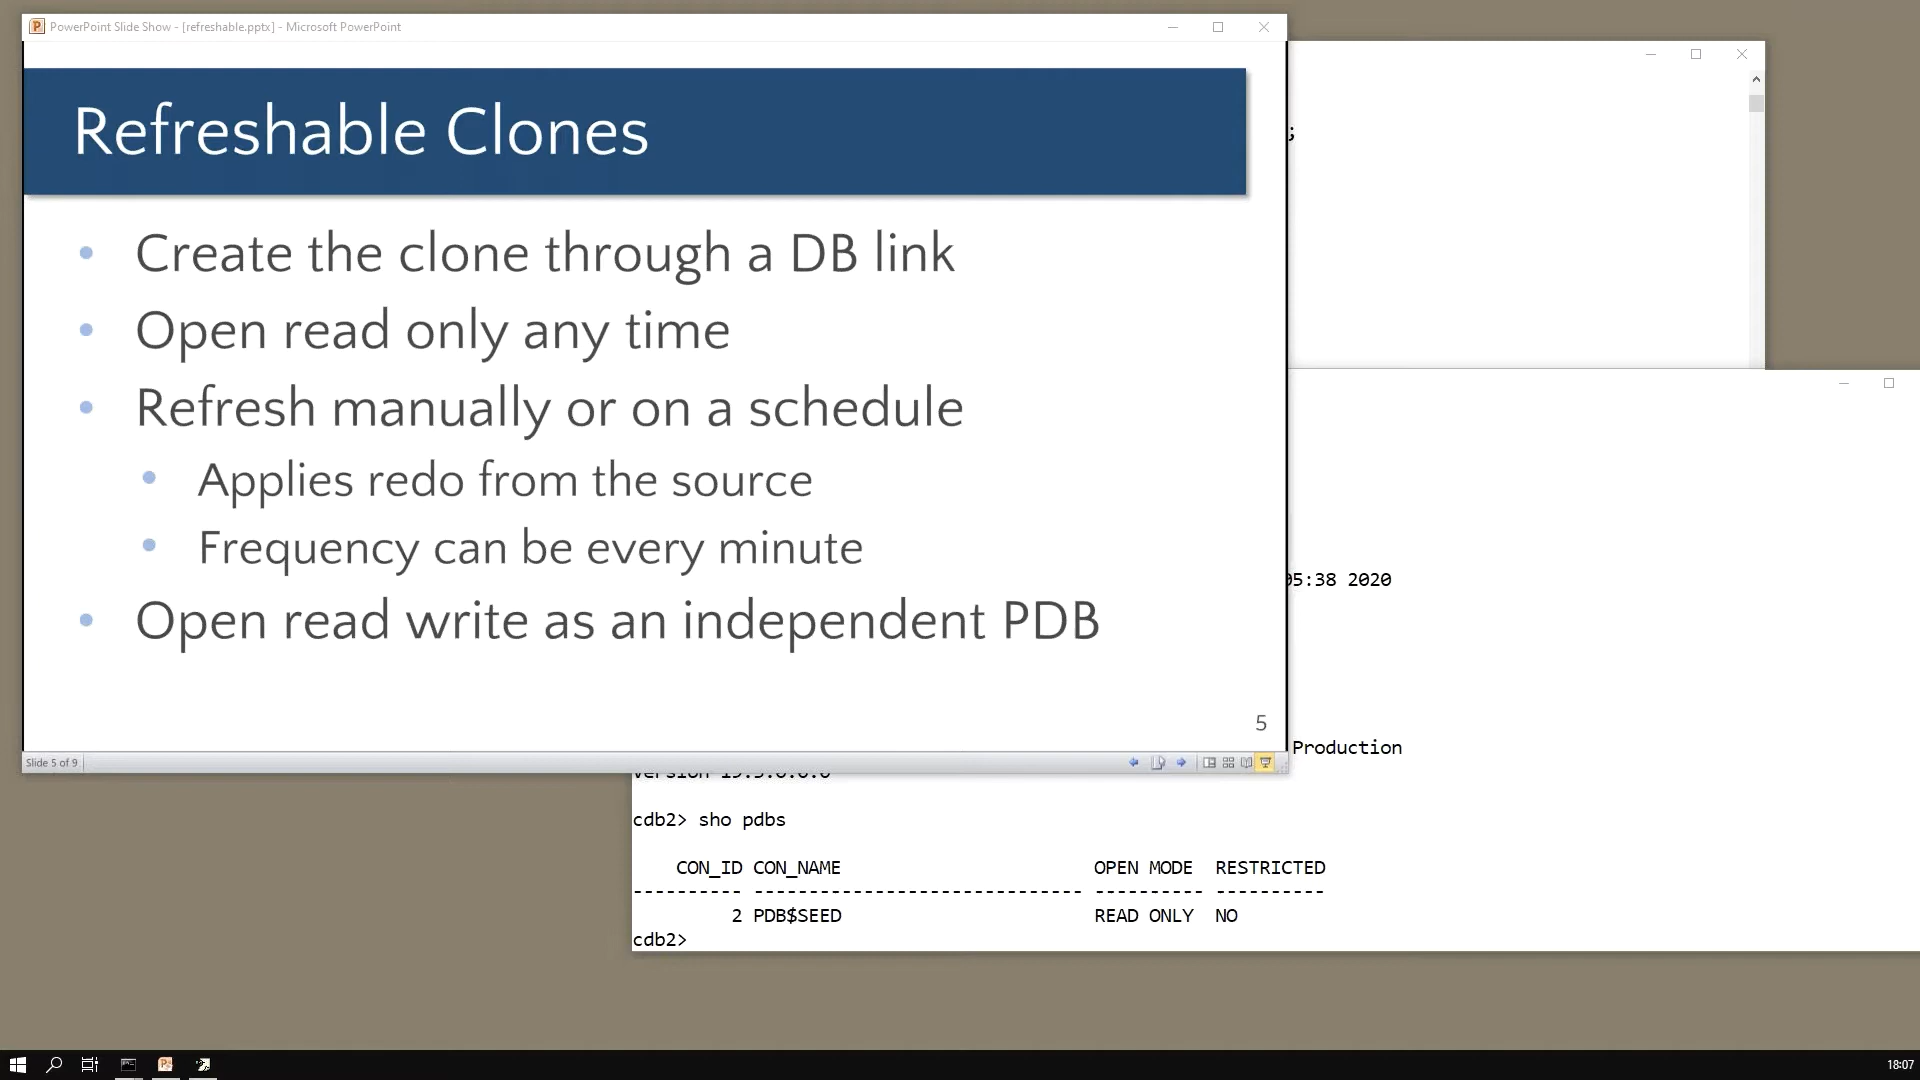 PowerPoint Slide Show - [refreshable.pptx] - Microsoft PowerPoint
Refreshable Clones
• Create the clone through a DB link
• Open read only any time
• Refresh manually or on a schedule
• Applies redo from the source
• Frequency can be every minute
• Open read write as an independent PDB
5
Slide 5 of 9
;
05:38 2020
Production
cdb2> sho pdbs
CON_ID CON_NAME OPEN MODE RESTRICTED
---------- ------------------------------ ---------- ----------
2 PDB$SEED READ ONLY NO
cdb2>
18:07